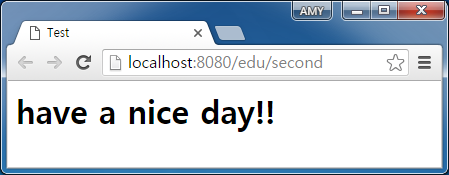 AMY
Test
localhost:8080/edu/second
have a nice day!!